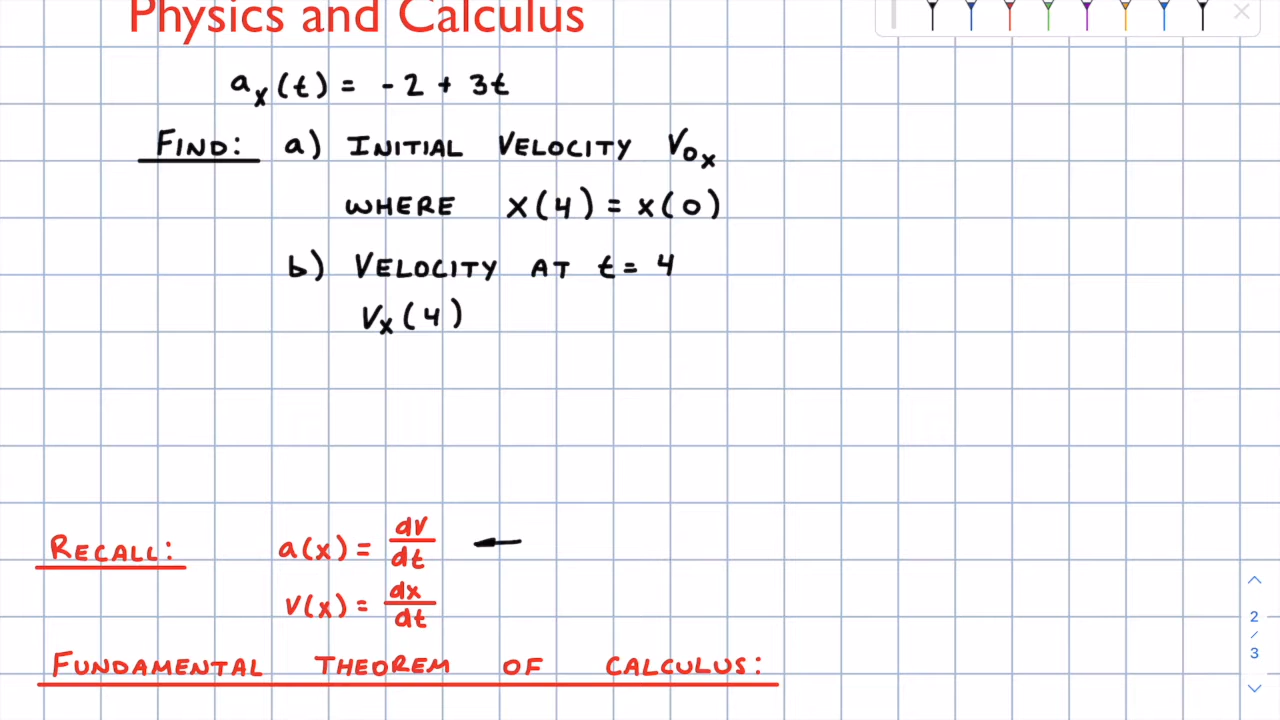 Physics and Calculus
aₓ(t) = -2 + 3t
FIND: a) INITIAL VELOCITY V₀ₓ
WHERE X(4) = X(0)
b) VELOCITY AT t = 4
Vₓ(4)
RECALL: a(x) = dV/dt
V(x) = dx/dt
FUNDAMENTAL THEOREM OF CALCULUS:
2
/
3